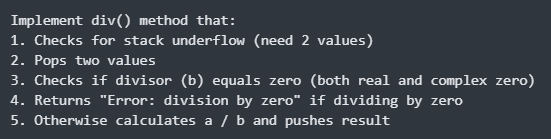 Implement div() method that:
1. Checks for stack underflow (need 2 values)
2. Pops two values
3. Checks if divisor (b) equals zero (both real and complex zero)
4. Returns "Error: division by zero" if dividing by zero
5. Otherwise calculates a / b and pushes result